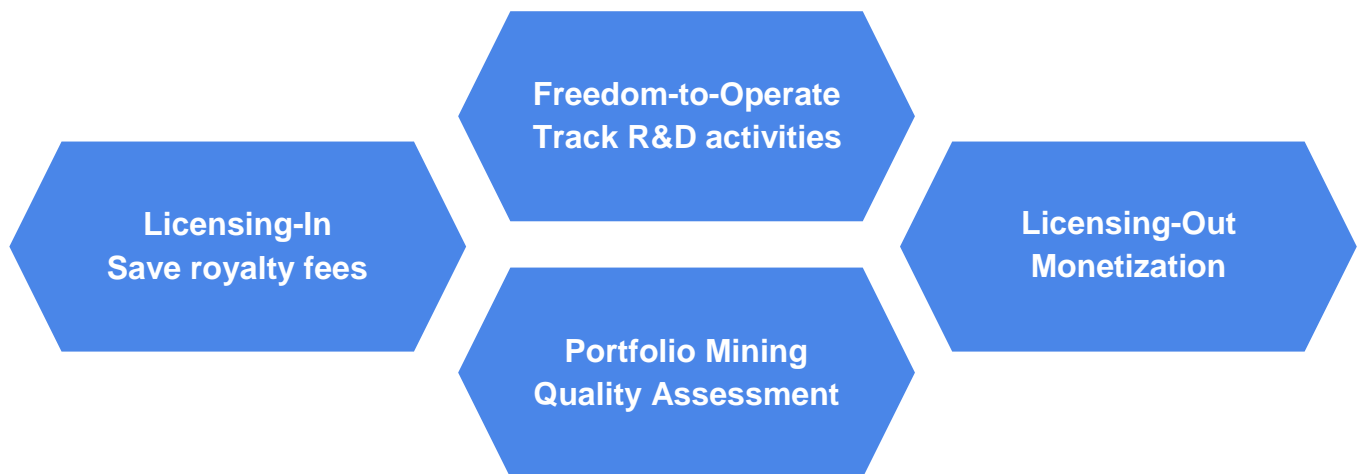 Freedom-to-Operate
Track R&D activities
Licensing-In
Save royalty fees
Licensing-Out
Monetization
Portfolio Mining
Quality Assessment